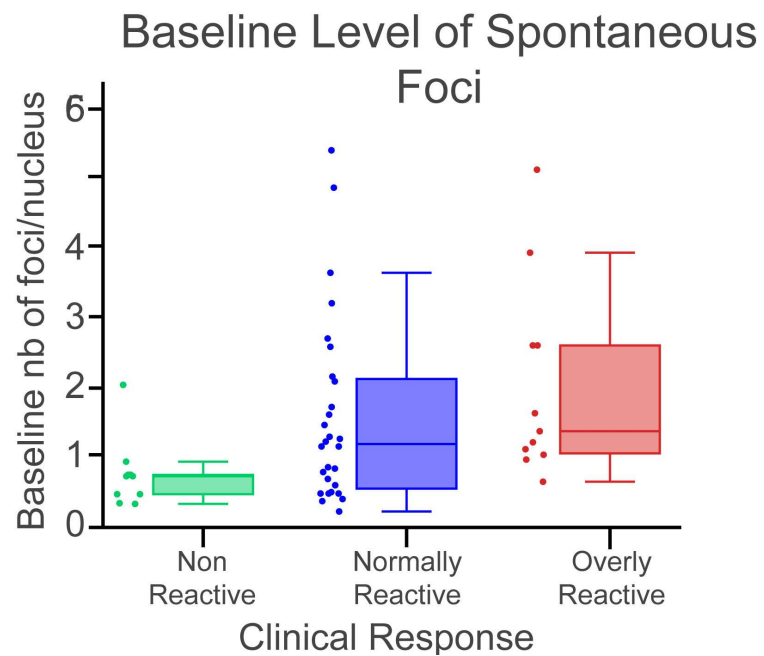 Baseline Level of Spontaneous
Foci
Baseline nb of foci/nucleus
6
4
3
2
1
0
Non
Reactive
Normally
Reactive
Overly
Reactive
Clinical Response